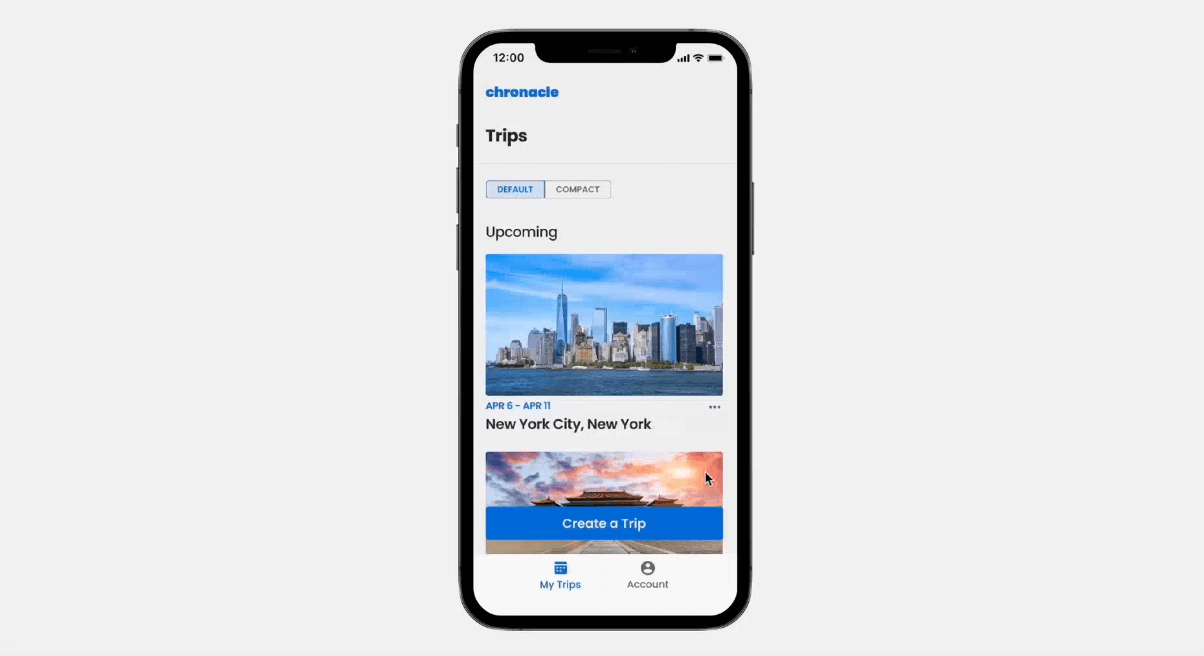 12:00
chronacle
Trips
DEFAULT COMPACT
Upcoming
APR 6 - APR 11
New York City, New York
Create a Trip
My Trips Account